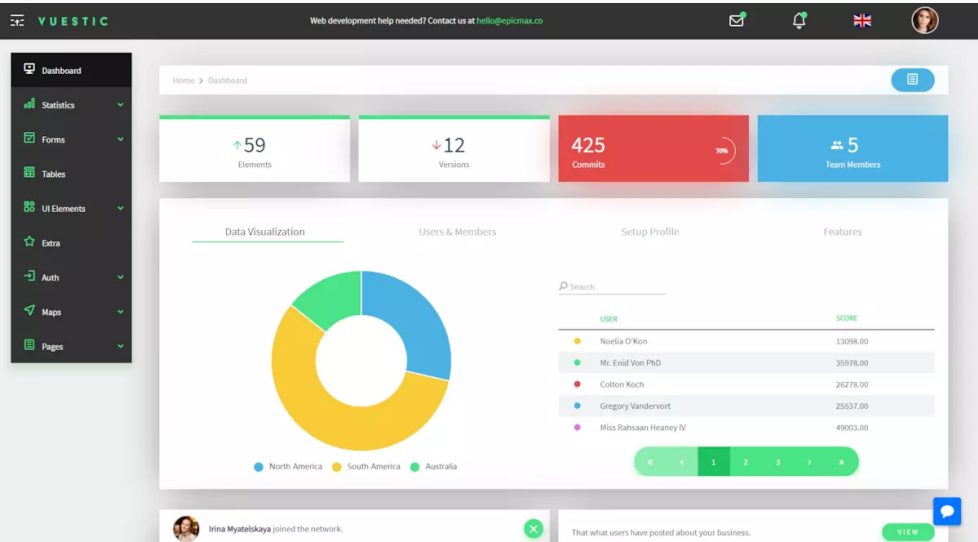 VUESTIC
Web development help needed? Contact us at hello@epicmax.co
Dashboard
Statistics
Forms
Tables
UI Elements
Extra
Auth
Maps
Pages
Home > Dashboard
59
Elements
12
Versions
425
Commits
70%
5
Team Members
Data Visualization
Users & Members
Setup Profile
Features
North America
South America
Australia
Search
USER SCORE
Noelia O'Kon 13098.00
Mr. Enid Von PhD 35978.00
Colton Koch 26278.00
Gregory Vandervort 25537.00
Miss Rahsaan Heaney IV 49003.00
« ‹ 1 2 3 › »
Irina Myatelskaya joined the network.
That what users have posted about your business.
VIEW